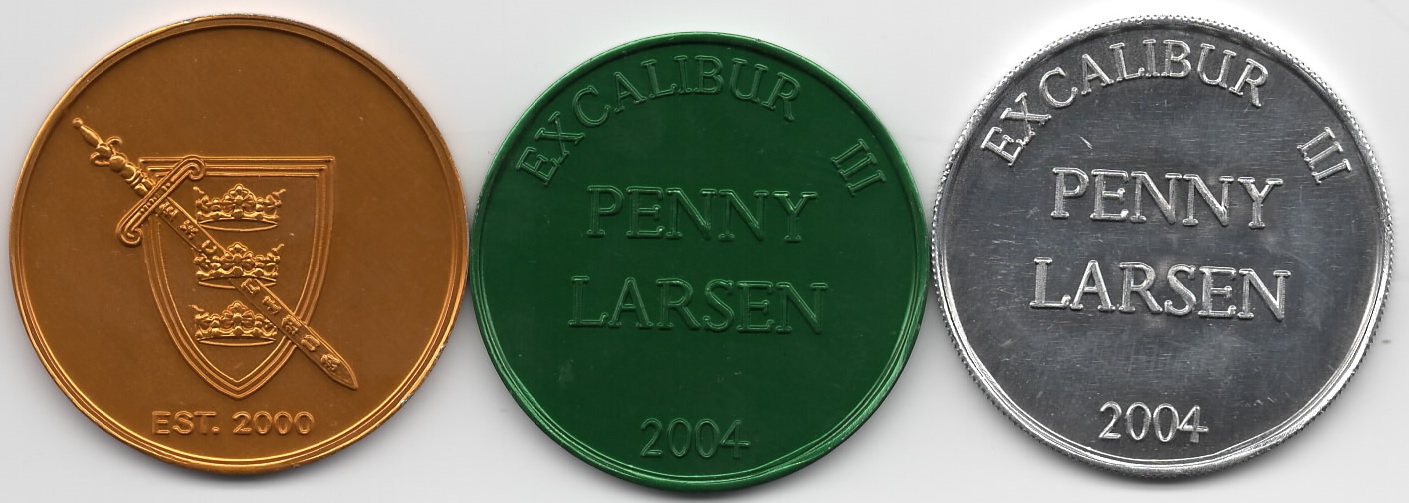 EST. 2000
EXCALIBUR III
PENNY
LARSEN
2004
EXCALIBUR III
PENNY
LARSEN
2004